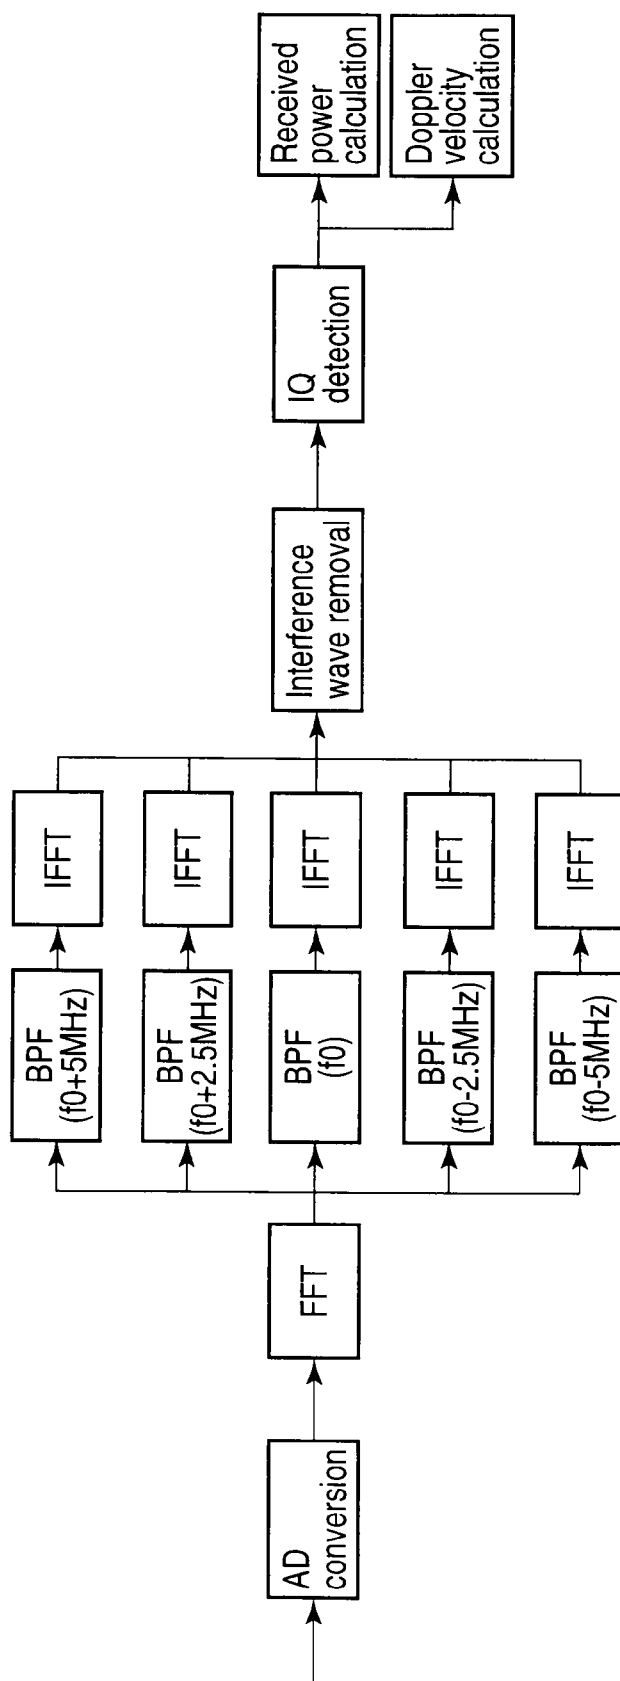 AD
conversion
FFT
BPF
(f0+5MHz)
IFFT
BPF
(f0+2.5MHz)
IFFT
BPF
(f0)
IFFT
BPF
(f0-2.5MHz)
IFFT
BPF
(f0-5MHz)
IFFT
Interference
wave removal
IQ
detection
Received
power
calculation
Doppler
velocity
calculation